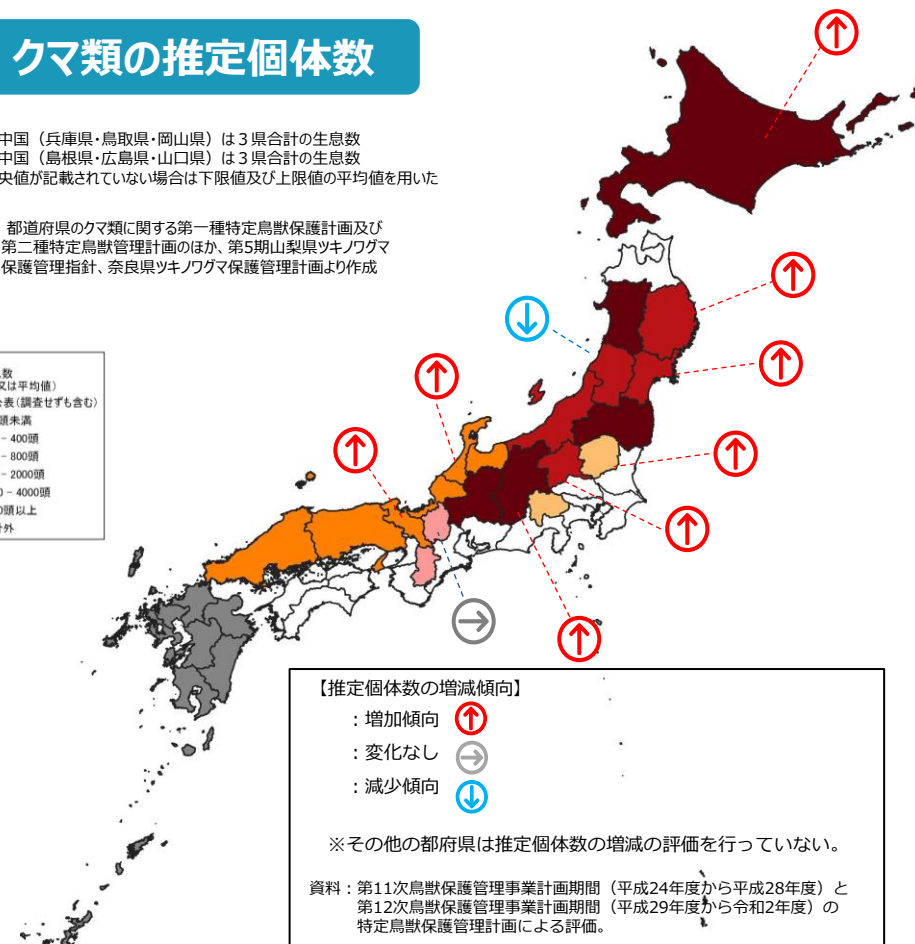 クマ類の推定個体数
中国（兵庫県・鳥取県・岡山県）は３県合計の生息数
中国（島根県・広島県・山口県）は３県合計の生息数
央値が記載されていない場合は下限値及び上限値の平均値を用いた
都道府県のクマ類に関する第一種特定鳥獣保護計画及び
第二種特定鳥獣管理計画のほか、第5期山梨県ツキノワグマ
保護管理指針、奈良県ツキノワグマ保護管理計画より作成
数
又は平均値）
表（調査せずも含む）
頭未満
– 400頭
– 800頭
– 2000頭
0 – 4000頭
0頭以上
外
【推定個体数の増減傾向】
：増加傾向
：変化なし
：減少傾向
※その他の都府県は推定個体数の増減の評価を行っていない。
資料：第11次鳥獣保護管理事業計画期間（平成24年度から平成28年度）と
第12次鳥獣保護管理事業計画期間（平成29年度から令和2年度）の
特定鳥獣保護管理計画による評価。